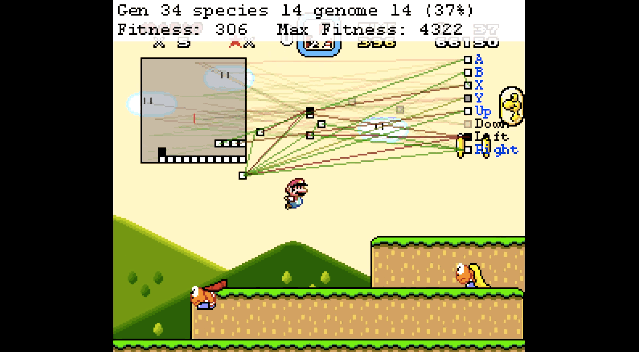 Gen 34 species 14 genome 14 (37%)
Fitness: 306 Max Fitness: 4322
A
B
X
Y
Up
Down
Left
Right